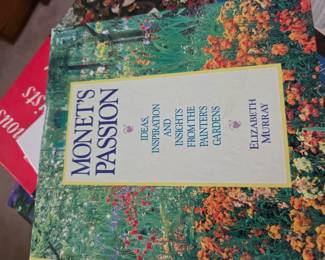 MONET'S
PASSION
IDEAS,
INSPIRATION
AND
INSIGHTS
FROM THE
PAINTER'S
GARDENS
ELIZABETH
MURRAY